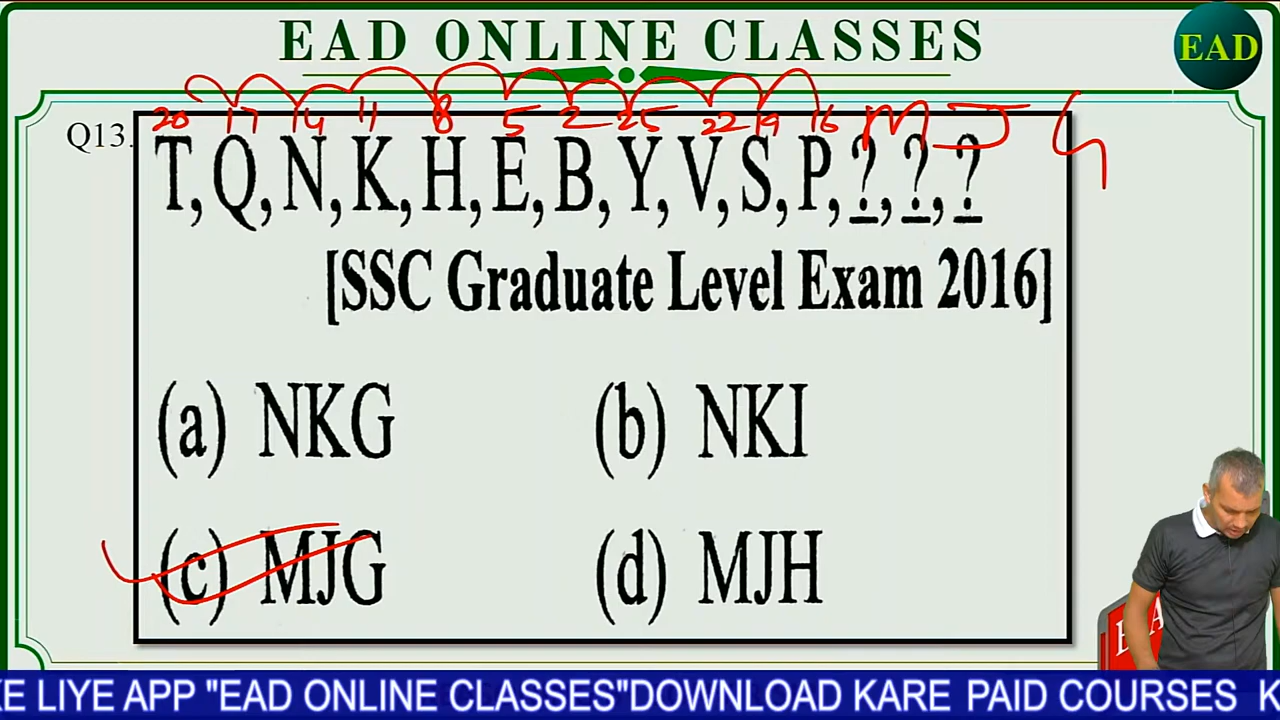 EAD ONLINE CLASSES
EAD
20 17 14 11 8 5 2 25 22 19 16 M J G
Q13.
T, Q, N, K, H, E, B, Y, V, S, P, ?, ?, ?
[SSC Graduate Level Exam 2016]
(a) NKG (b) NKI
(c) MJG (d) MJH
KE LIYE APP "EAD ONLINE CLASSES"DOWNLOAD KARE PAID COURSES K